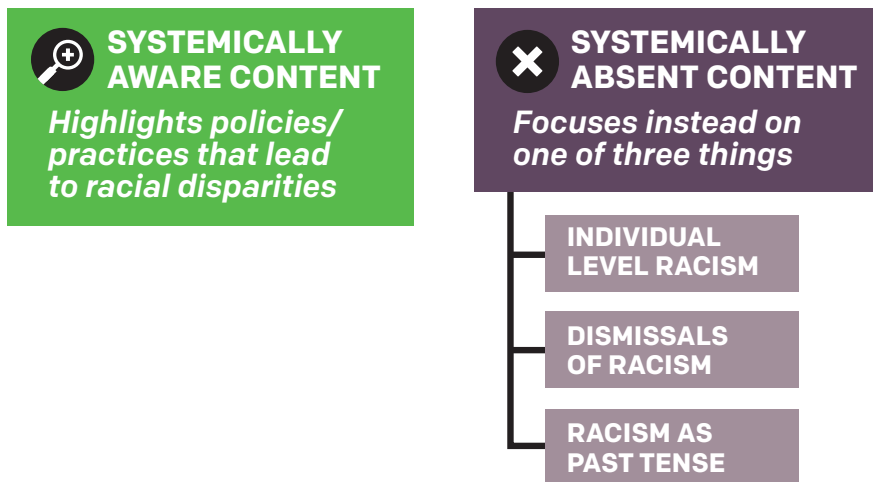 SYSTEMICALLY
AWARE CONTENT
Highlights policies/
practices that lead
to racial disparities
SYSTEMICALLY
ABSENT CONTENT
Focuses instead on
one of three things
INDIVIDUAL
LEVEL RACISM
DISMISSALS
OF RACISM
RACISM AS
PAST TENSE